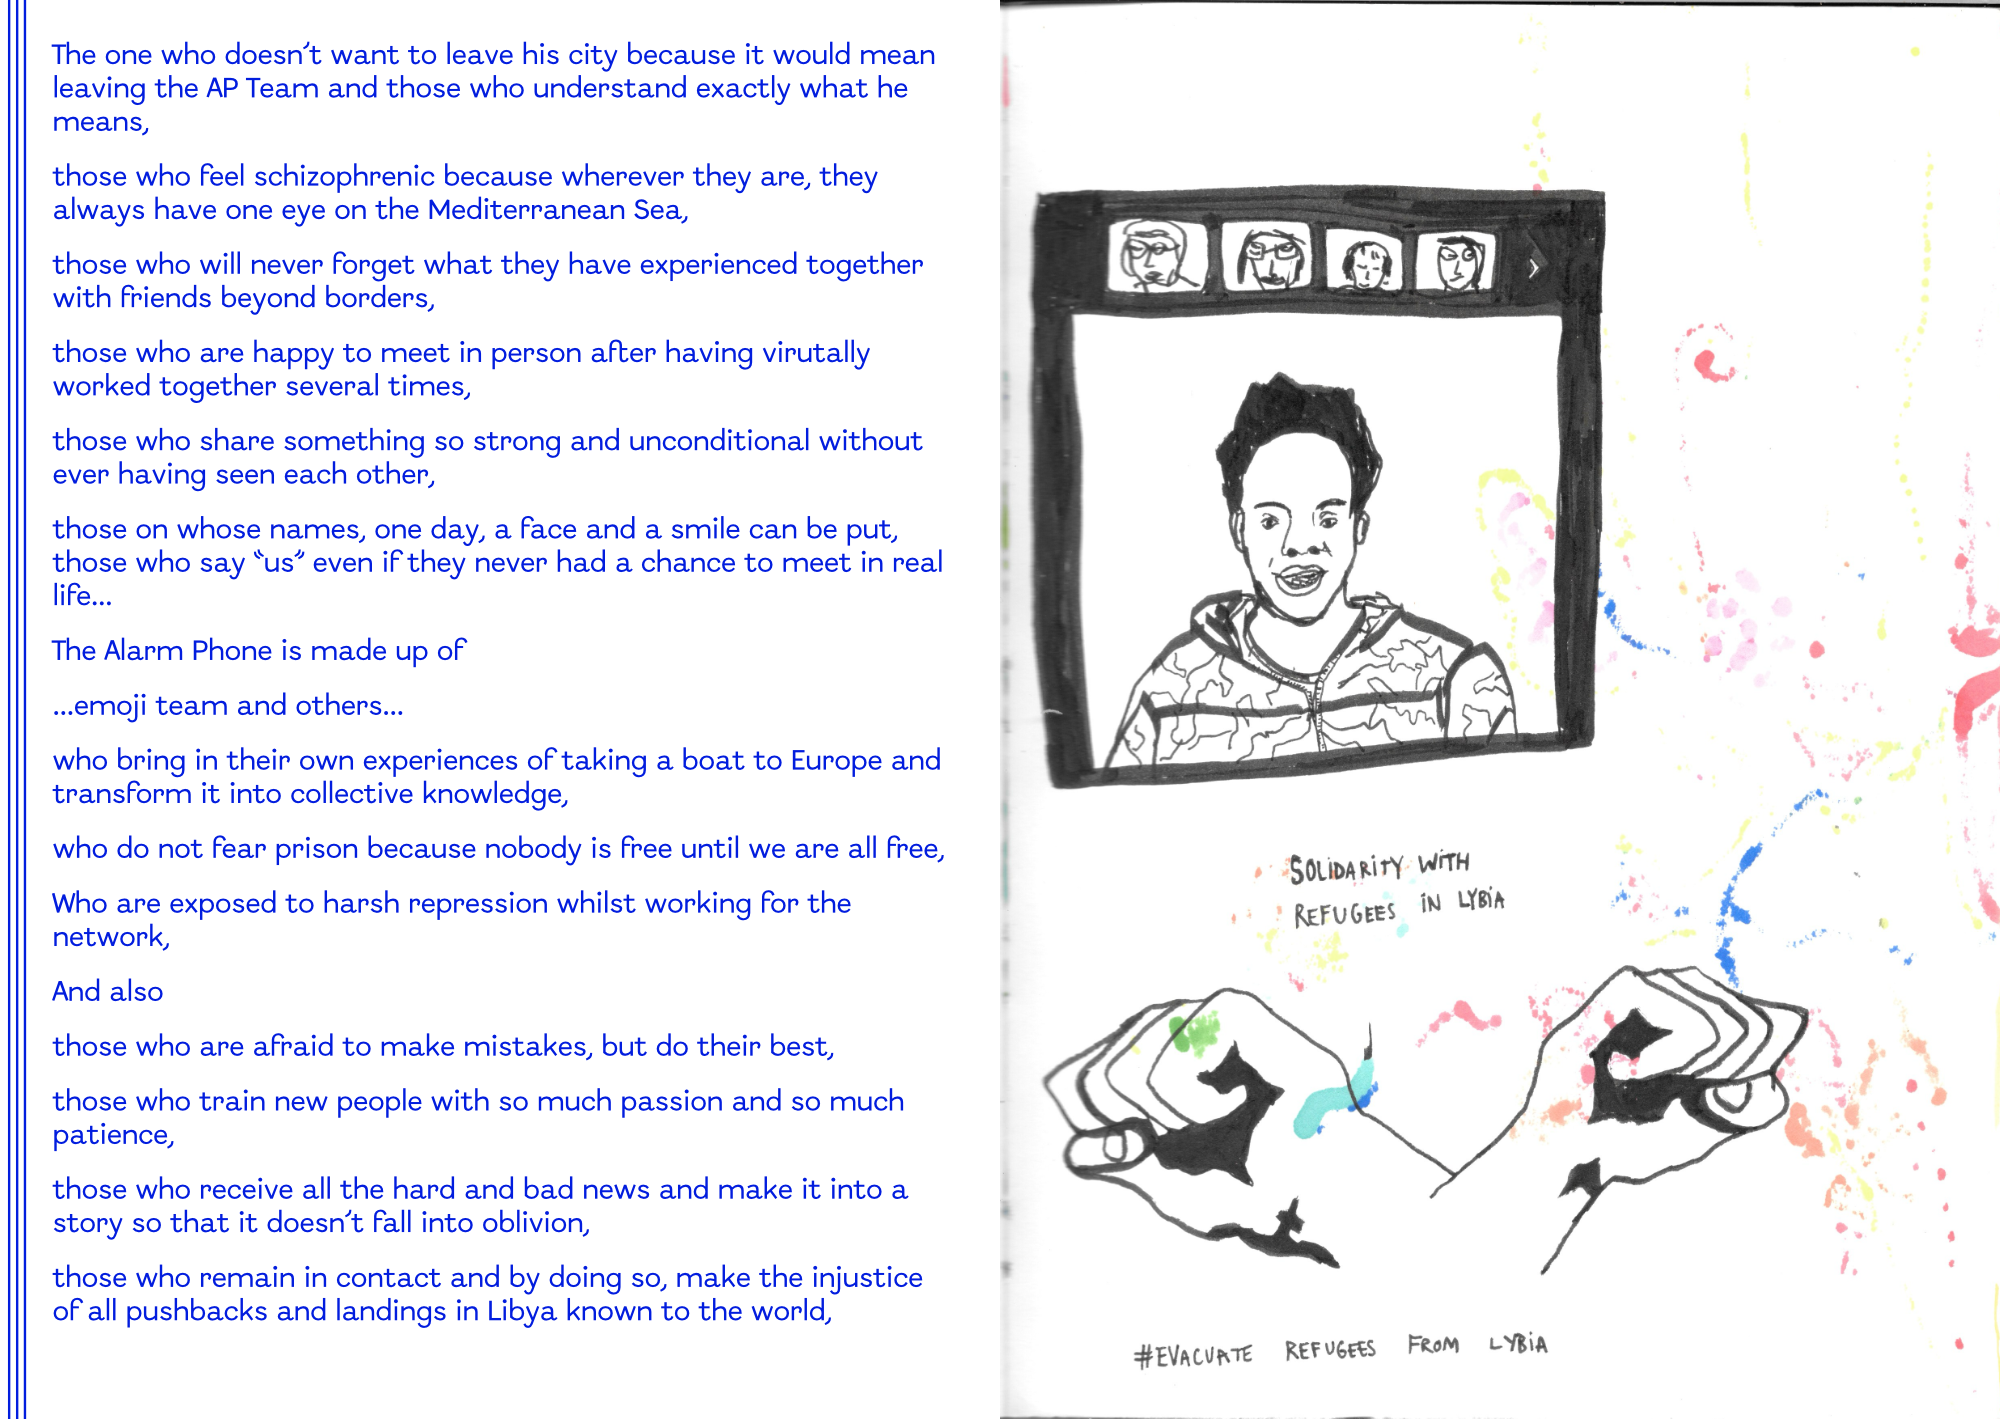 The one who doesn’t want to leave his city because it would mean
leaving the AP Team and those who understand exactly what he
means,
those who feel schizophrenic because wherever they are, they
always have one eye on the Mediterranean Sea,
those who will never forget what they have experienced together
with friends beyond borders,
those who are happy to meet in person after having virutally
worked together several times,
those who share something so strong and unconditional without
ever having seen each other,
those on whose names, one day, a face and a smile can be put,
those who say “us” even if they never had a chance to meet in real
life...
The Alarm Phone is made up of
...emoji team and others...
who bring in their own experiences of taking a boat to Europe and
transform it into collective knowledge,
who do not fear prison because nobody is free until we are all free,
Who are exposed to harsh repression whilst working for the
network,
And also
those who are afraid to make mistakes, but do their best,
those who train new people with so much passion and so much
patience,
those who receive all the hard and bad news and make it into a
story so that it doesn’t fall into oblivion,
those who remain in contact and by doing so, make the injustice
of all pushbacks and landings in Libya known to the world,
SOLIDARITY WITH
REFUGEES IN LYBIA
#EVACUATE REFUGEES FROM LYBIA